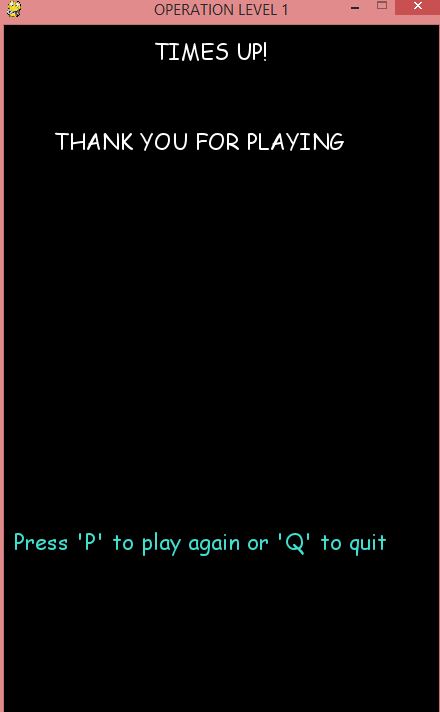 OPERATION LEVEL 1
TIMES UP!
THANK YOU FOR PLAYING
Press 'P' to play again or 'Q' to quit